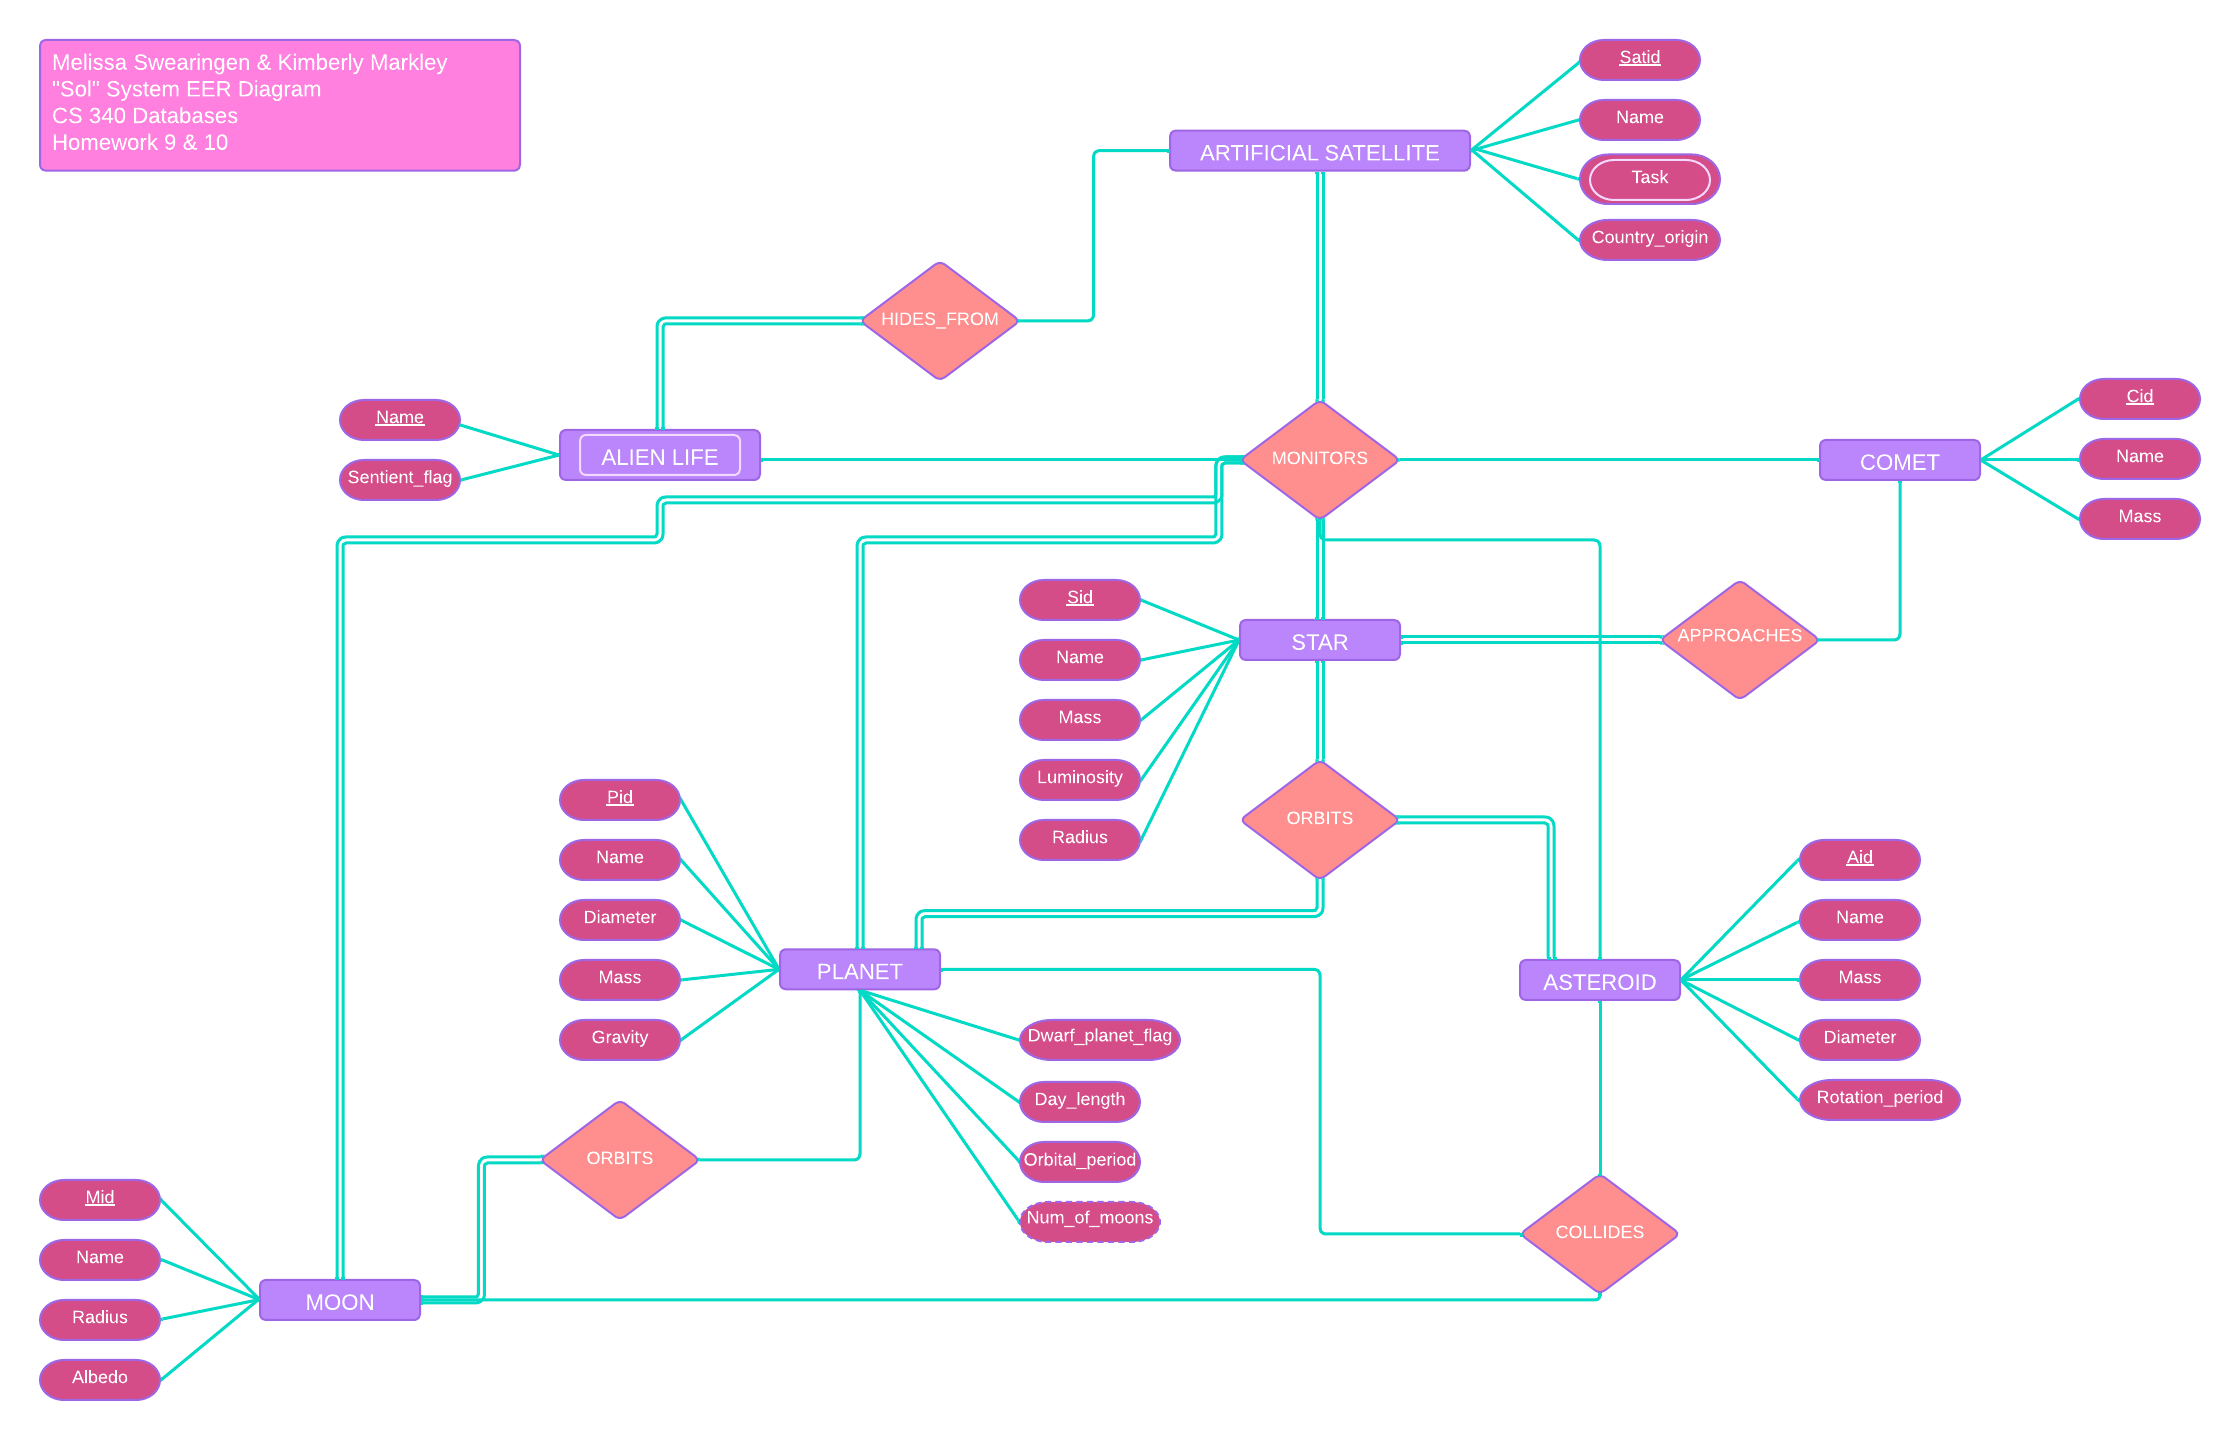 Melissa Swearingen & Kimberly Markley
"Sol" System EER Diagram
CS 340 Databases
Homework 9 & 10
Satid
Name
Task
Country_origin
ARTIFICIAL SATELLITE
HIDES_FROM
Name
Sentient_flag
ALIEN LIFE
MONITORS
COMET
Cid
Name
Mass
Sid
Name
Mass
Luminosity
Radius
STAR
APPROACHES
ORBITS
Pid
Name
Diameter
Mass
Gravity
PLANET
Dwarf_planet_flag
Day_length
Orbital_period
Num_of_moons
ASTEROID
Aid
Name
Mass
Diameter
Rotation_period
ORBITS
COLLIDES
Mid
Name
Radius
Albedo
MOON